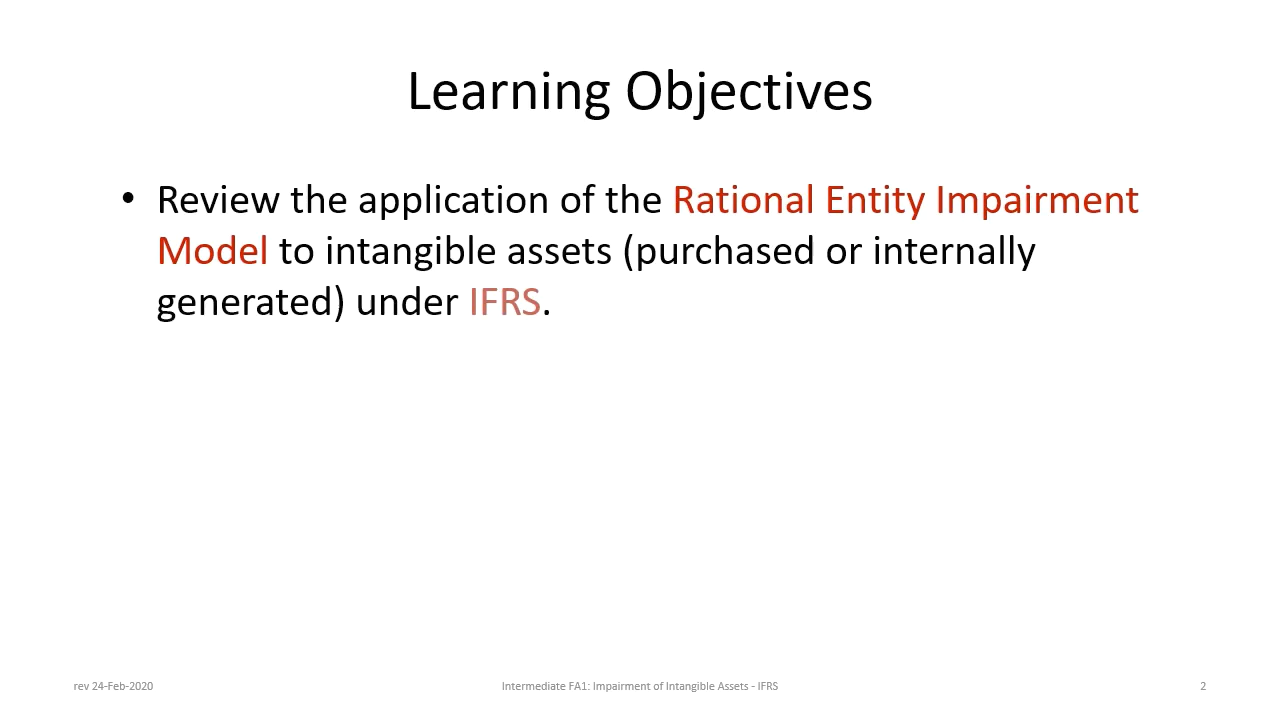 Learning Objectives
• Review the application of the Rational Entity Impairment
Model to intangible assets (purchased or internally
generated) under IFRS.
rev 24-Feb-2020
Intermediate FA1: Impairment of Intangible Assets - IFRS
2